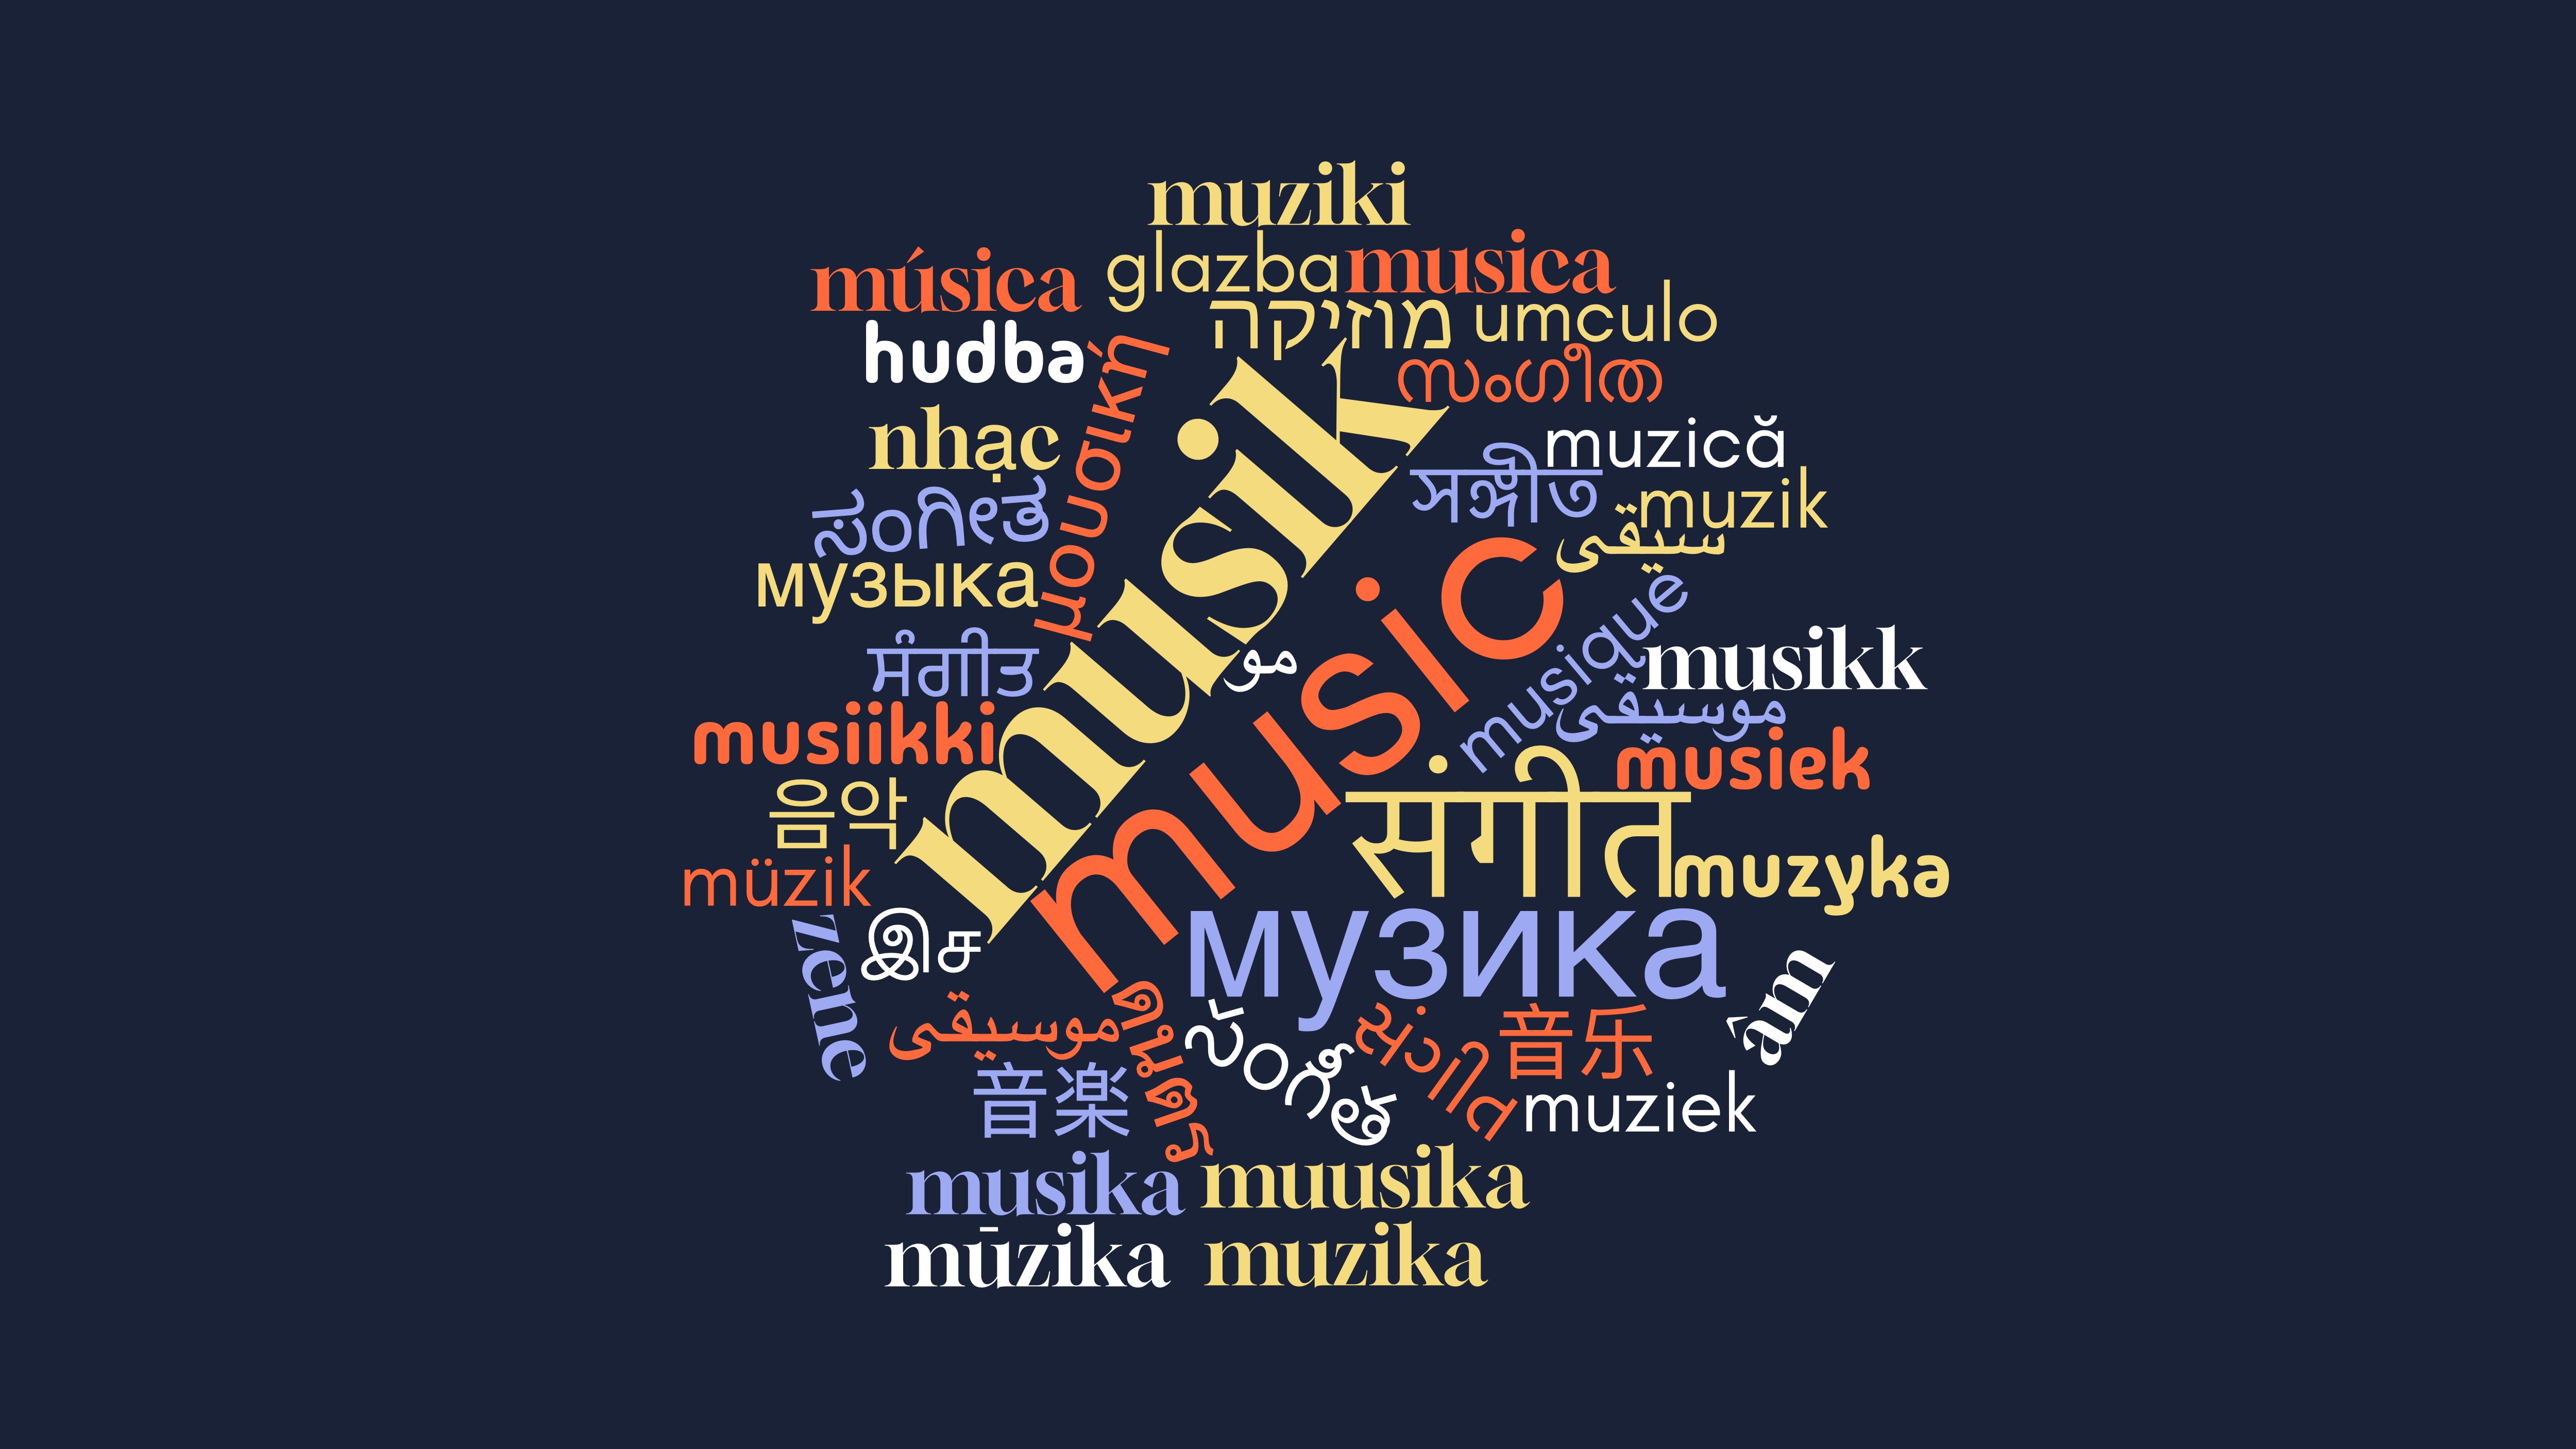 muziki
música
glazba
musica
מוזיקה
umculo
hudba
μουσική
musik
സംഗീത
nhạc
muzică
সঙ্গীত
muzik
ಸಂಗೀತ
سيقى
музыка
music
musique
ਸੰਗੀਤ
مو
musikk
موسيقى
musiikki
musiek
संगीत
음악
muzyka
müzik
இச
музика
zene
âm
موسیقی
ดนตร
సంగీత
સંગીત
音乐
音楽
muziek
musika
muusika
mūzika
muzika